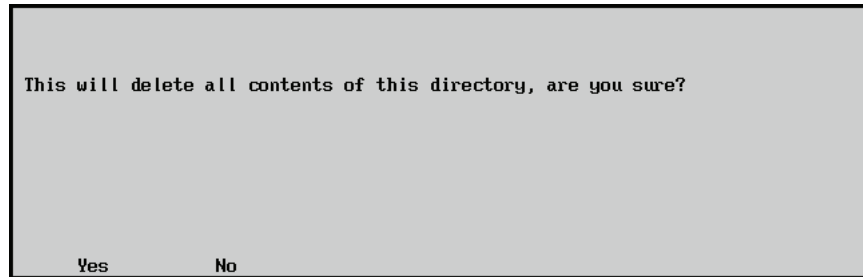 This will delete all contents of this directory, are you sure?
Yes No